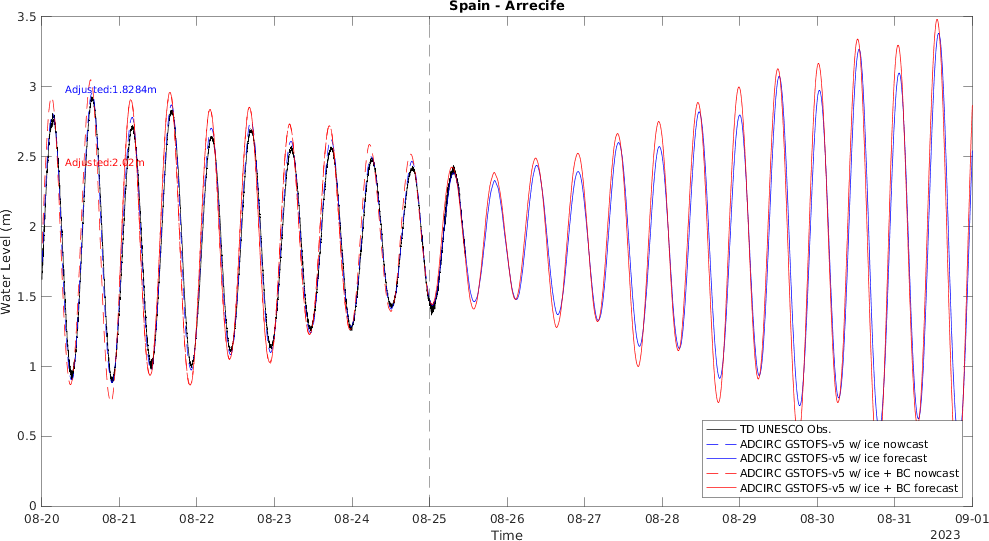 Spain - Arrecife
3.5
3
2.5
2
1.5
1
0.5
0
Water Level (m)
Adjusted:1.8284m
Adjusted:2.02m
TD UNESCO Obs.
ADCIRC GSTOFS-v5 w/ ice nowcast
ADCIRC GSTOFS-v5 w/ ice forecast
ADCIRC GSTOFS-v5 w/ ice + BC nowcast
ADCIRC GSTOFS-v5 w/ ice + BC forecast
08-20 08-21 08-22 08-23 08-24 08-25 08-26 08-27 08-28 08-29 08-30 08-31 09-01
Time
2023